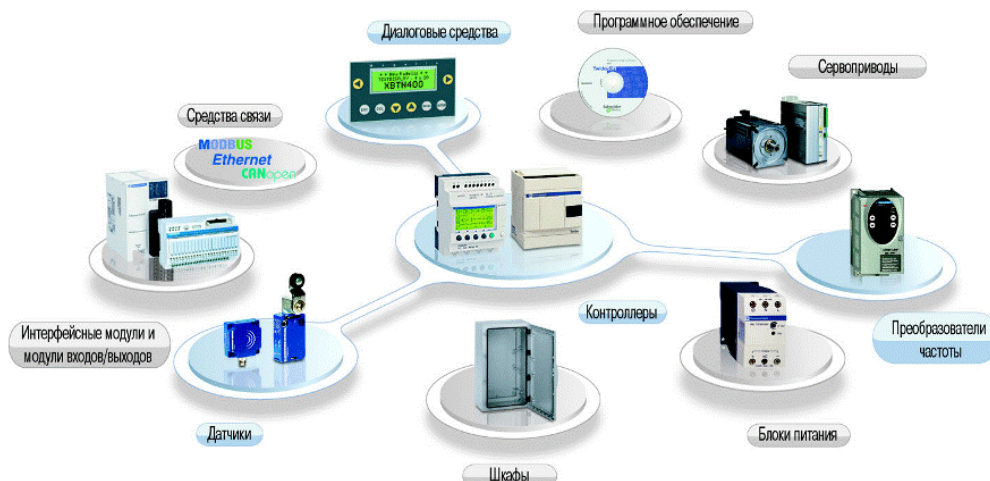 Диалоговые средства
Программное обеспечение
Сервоприводы
XBTN400
Средства связи
MODBUS
Ethernet
CANopen
Контроллеры
Интерфейсные модули и
модули входов/выходов
Преобразователи
частоты
Датчики
Блоки питания
Шкафы